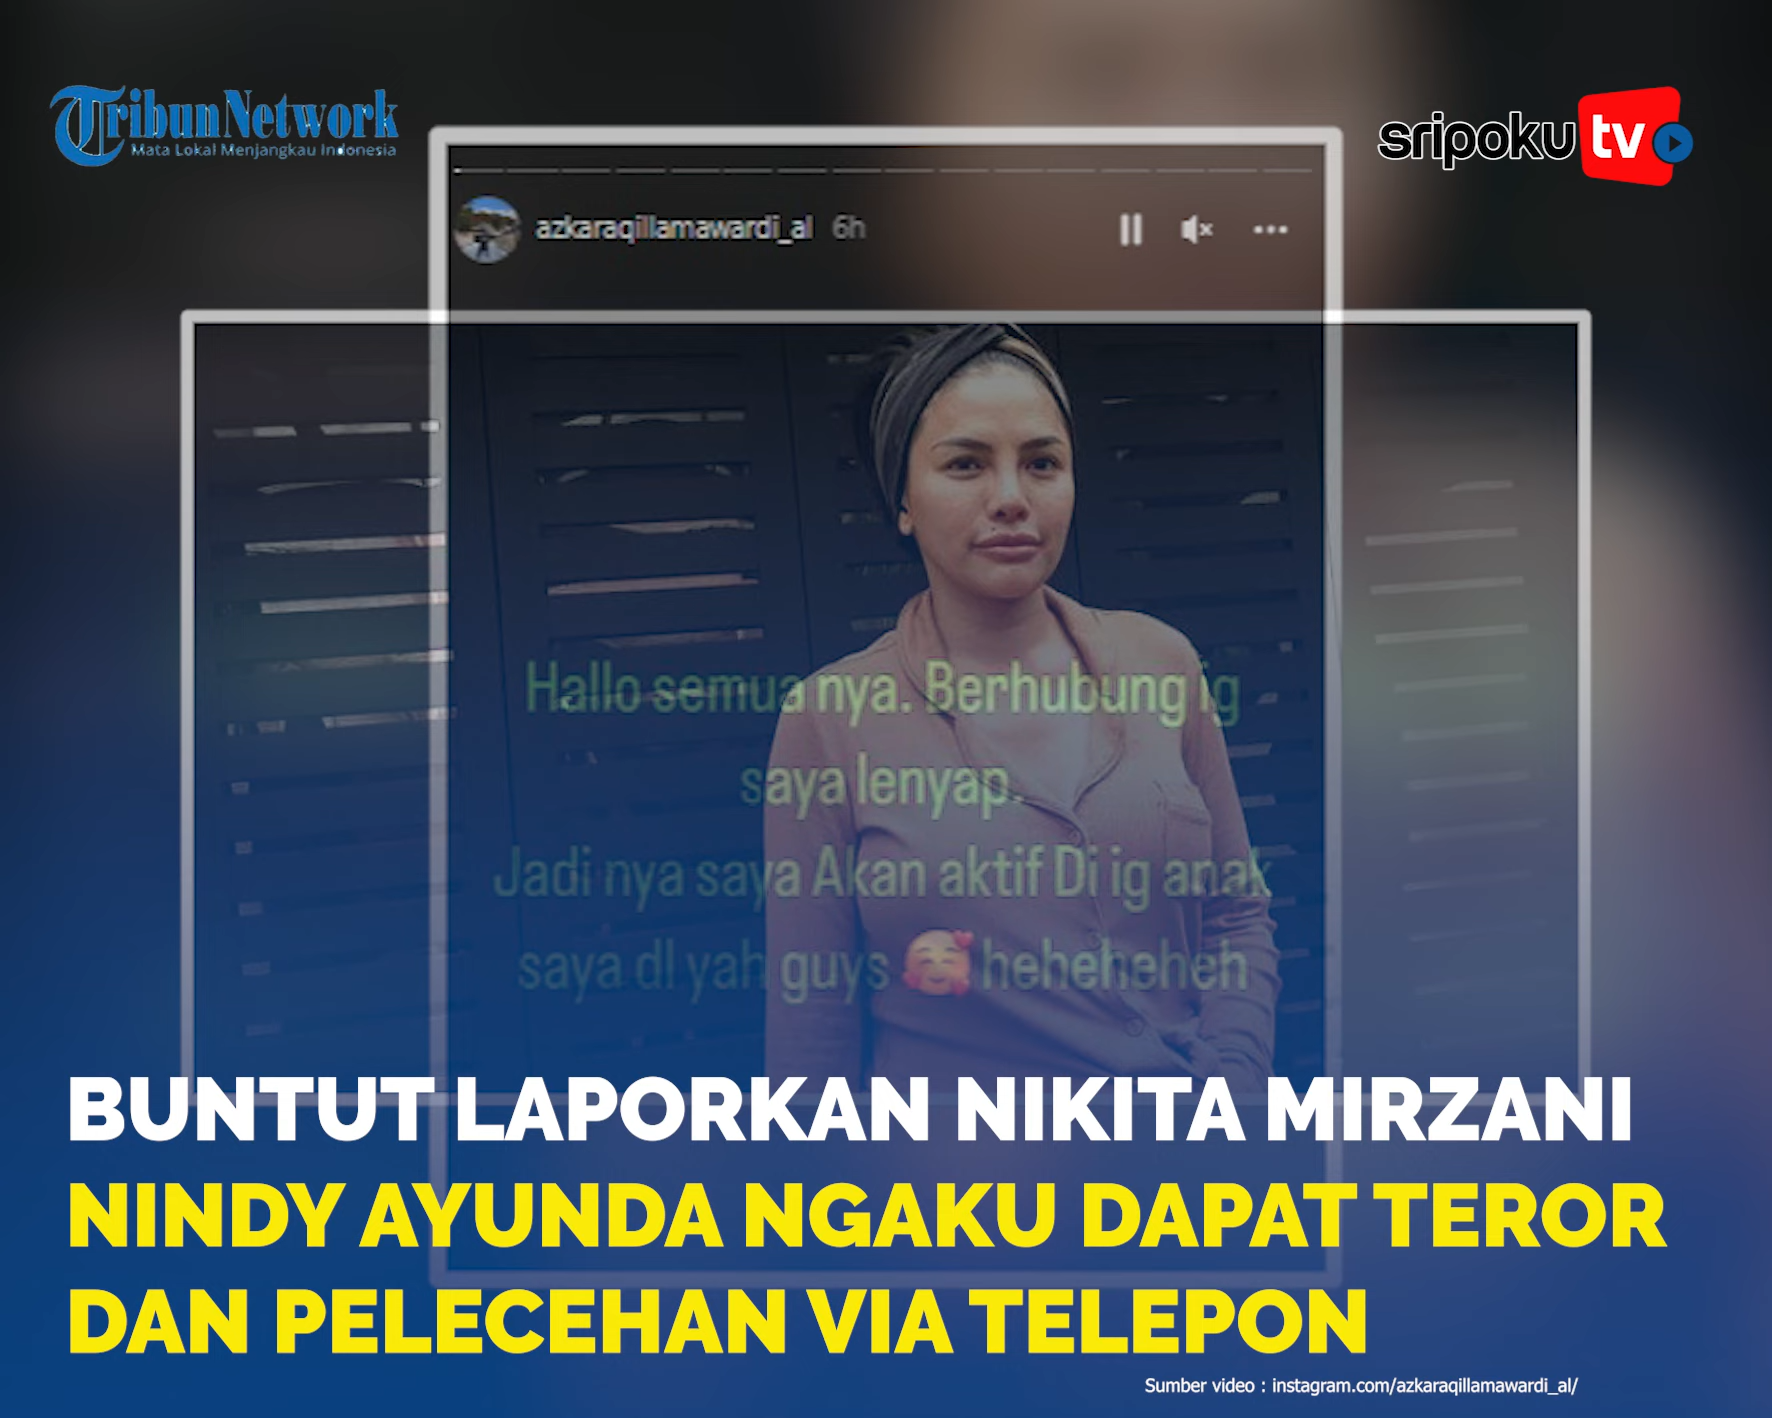 TribunNetwork
Mata Lokal Menjangkau Indonesia
sripoku tv
azkaraqillamawardi_al 6h
Hallo semua nya. Berhubung ig
saya lenyap.
Jadi nya saya Akan aktif Di ig anak
saya dl yah guys 🥰 heheheheh
BUNTUT LAPORKAN NIKITA MIRZANI
NINDY AYUNDA NGAKU DAPAT TEROR
DAN PELECEHAN VIA TELEPON
Sumber video : instagram.com/azkaraqillamawardi_al/